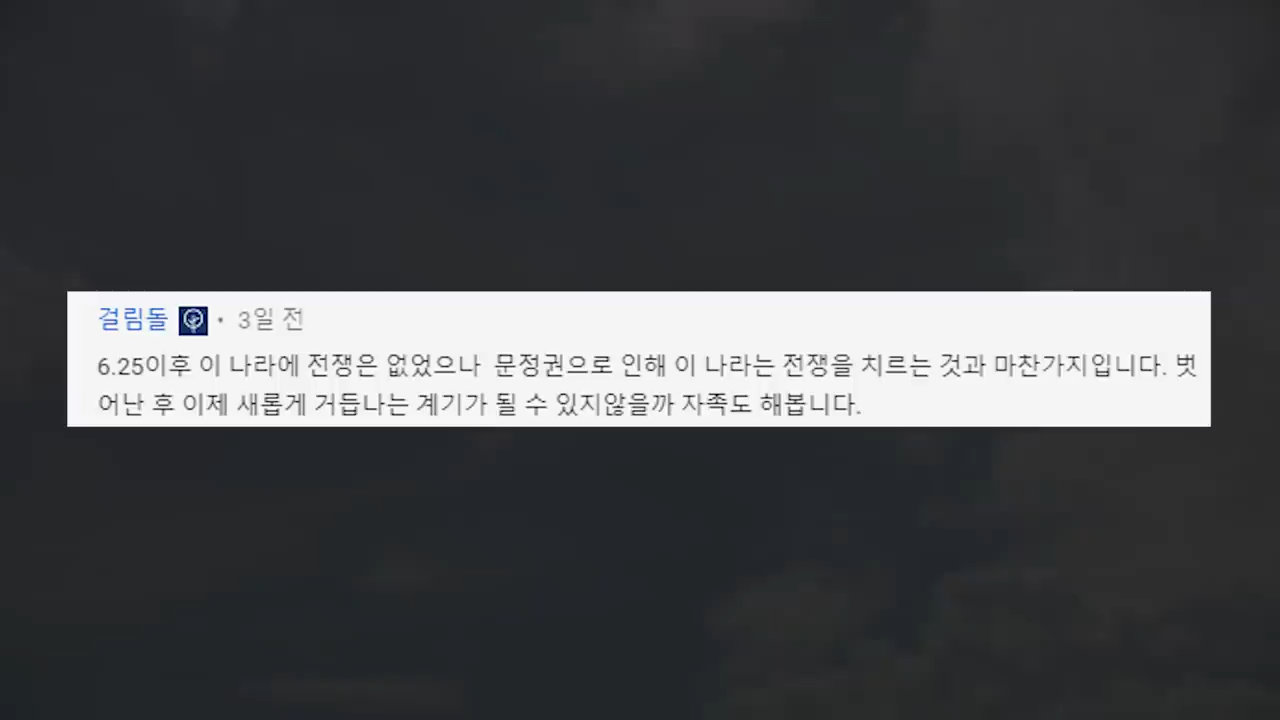 걸림돌 · 3일 전
6.25이후 이 나라에 전쟁은 없었으나 문정권으로 인해 이 나라는 전쟁을 치르는 것과 마찬가지입니다. 벗
어난 후 이제 새롭게 거듭나는 계기가 될 수 있지않을까 자족도 해봅니다.